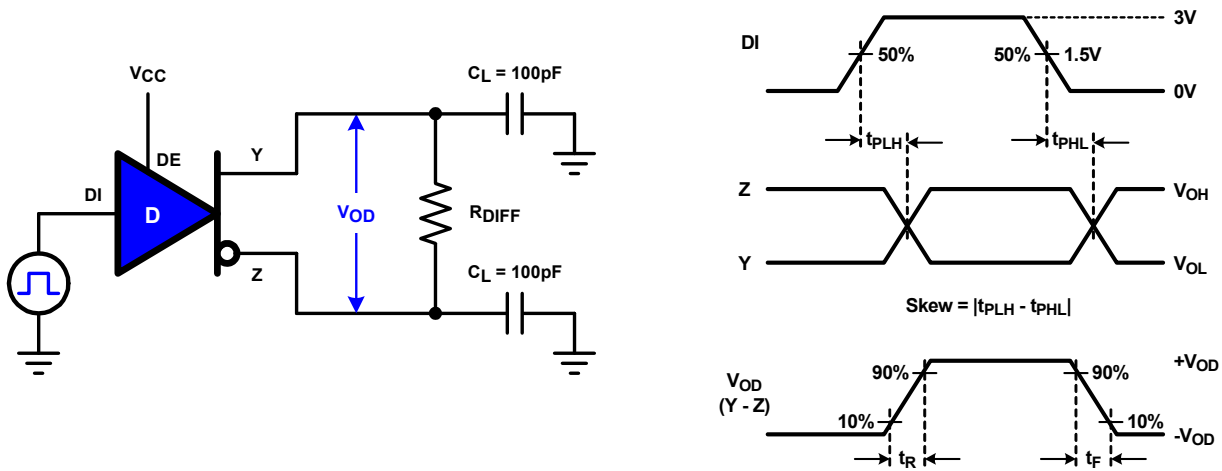 VCC
DE
DI
D
Y
Z
VOD
RDIFF
CL = 100pF
CL = 100pF
DI
3V
50%
50%
1.5V
0V
tPLH
tPHL
Z
VOH
Y
VOL
Skew = |tPLH - tPHL|
VOD
(Y - Z)
90%
90%
+VOD
10%
10%
-VOD
tR
tF